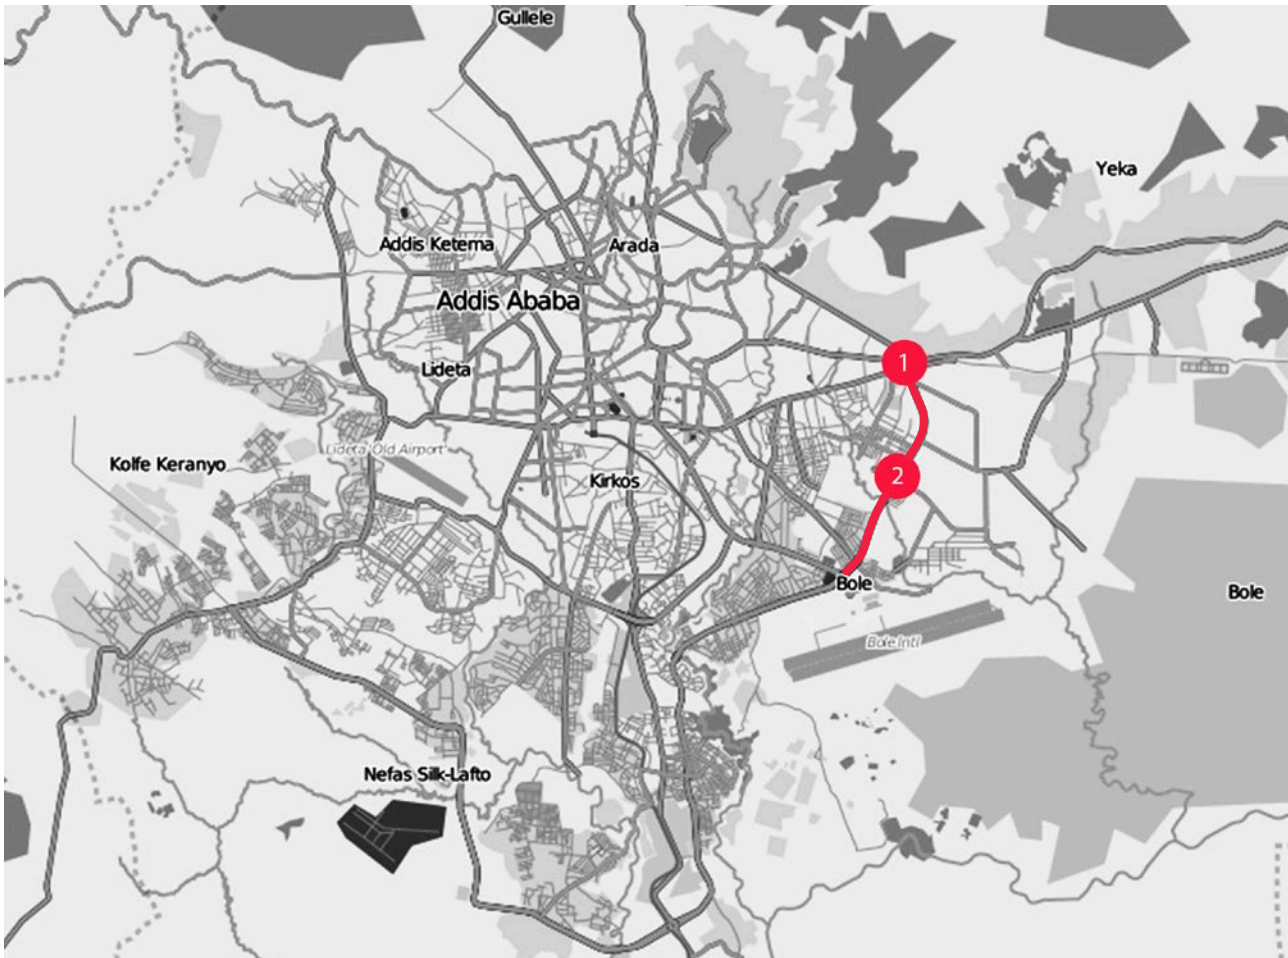 Gullele
Yeka
Addis Ketema
Arada
Addis Ababa
1
Lideta
Lideta 'Old Airport'
Kolfe Keranyo
2
Kirkos
Bole
Bole
Bole Intl
Nefas Silk-Lafto